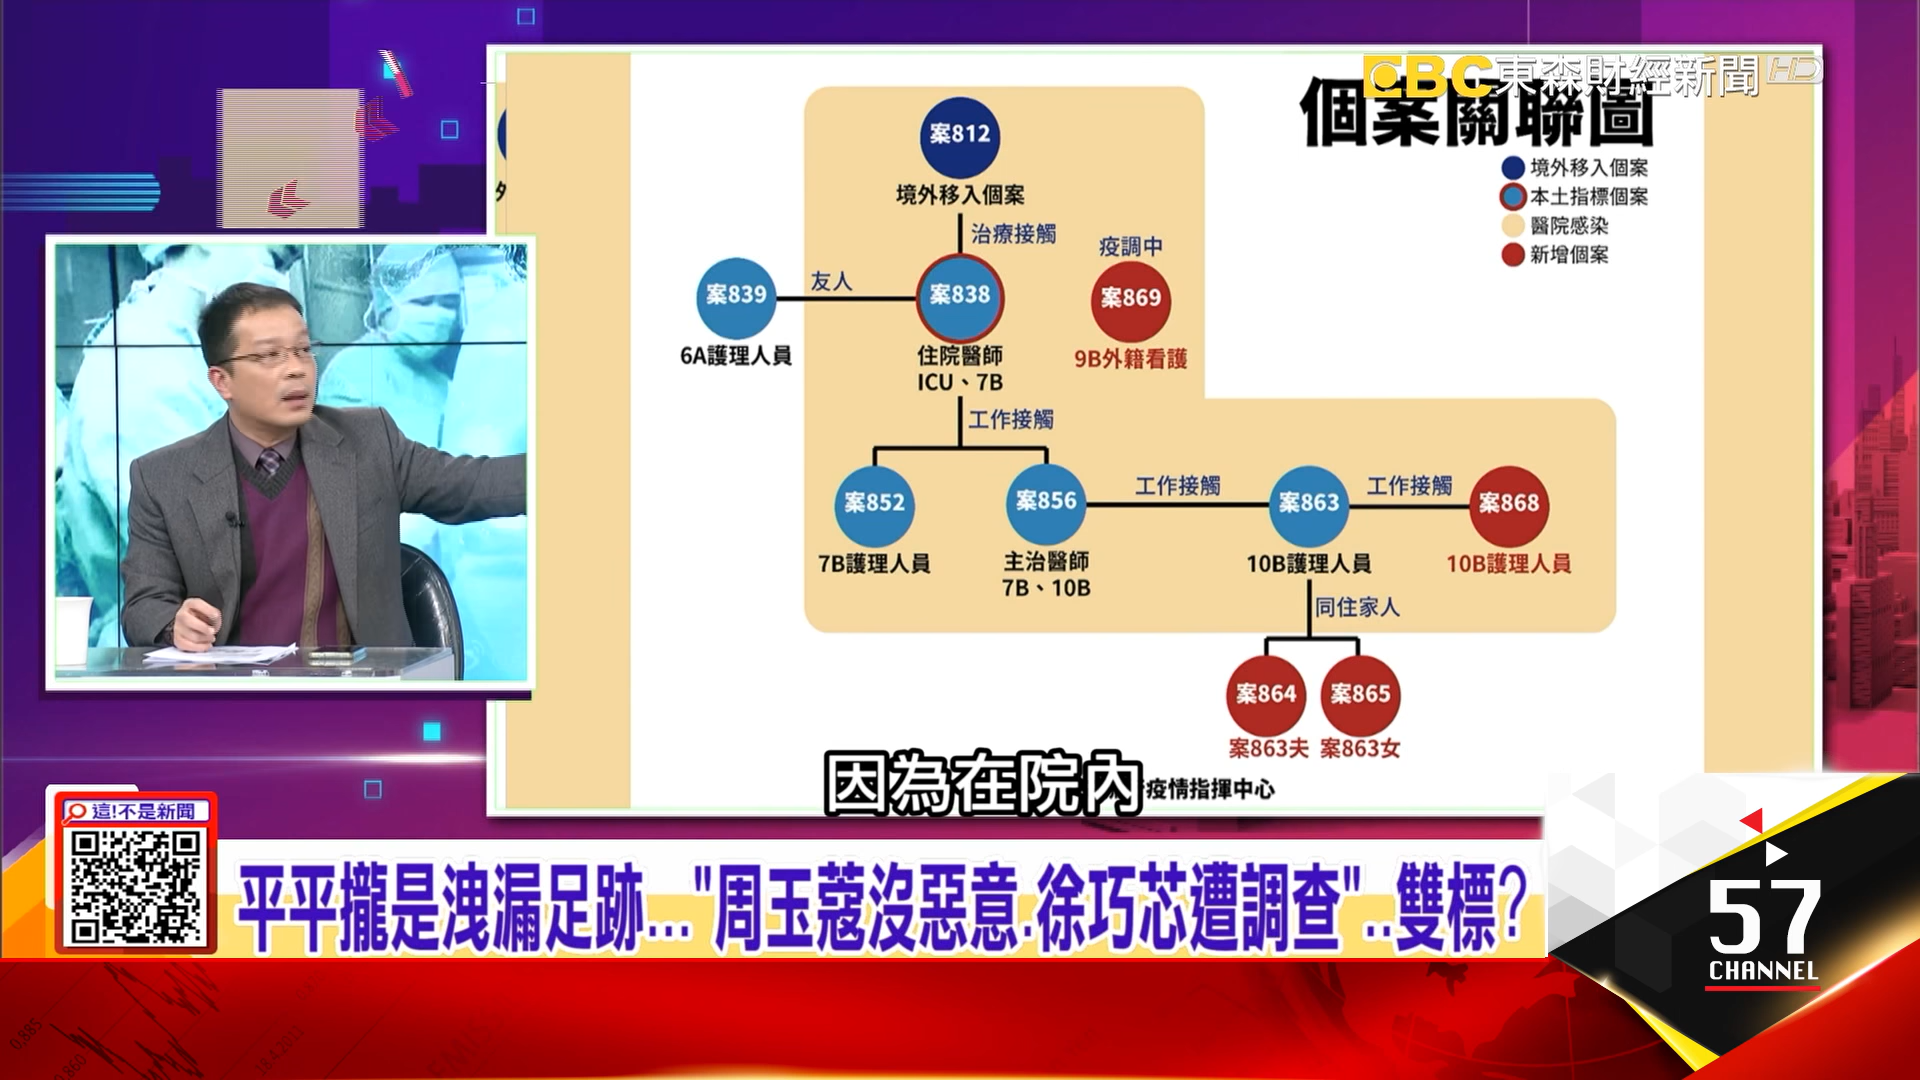 EBC東森財經新聞HD
個案關聯圖
境外移入個案
本土指標個案
醫院感染
新增個案
案812
境外移入個案
治療接觸
疫調中
案839
友人
案838
案869
6A護理人員
住院醫師
ICU、7B
9B外籍看護
工作接觸
案852
案856
工作接觸
案863
工作接觸
案868
7B護理人員
主治醫師
7B、10B
10B護理人員
10B護理人員
同住家人
案864
案865
案863夫
案863女
因為在院內
疫情指揮中心
這!不是新聞
平平攏是洩漏足跡..."周玉蔻沒惡意.徐巧芯遭調查"..雙標?
57
CHANNEL